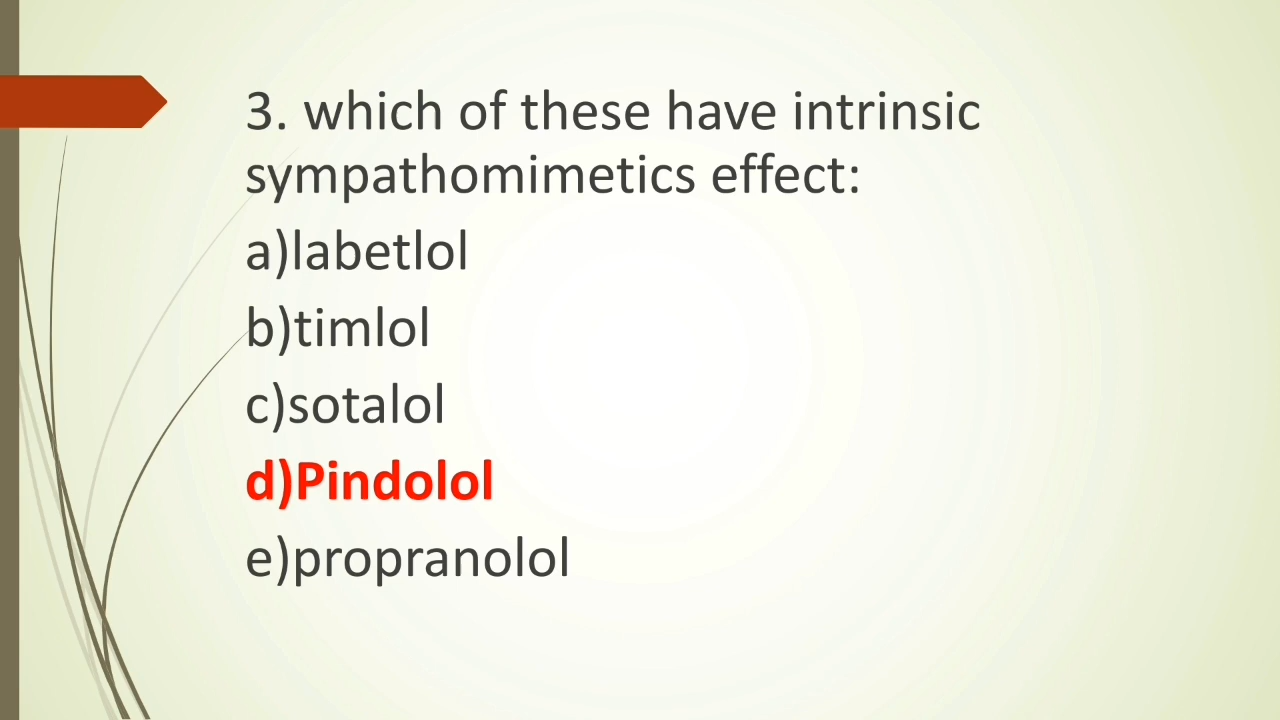 3. which of these have intrinsic
sympathomimetics effect:
a)labetlol
b)timlol
c)sotalol
d)Pindolol
e)propranolol